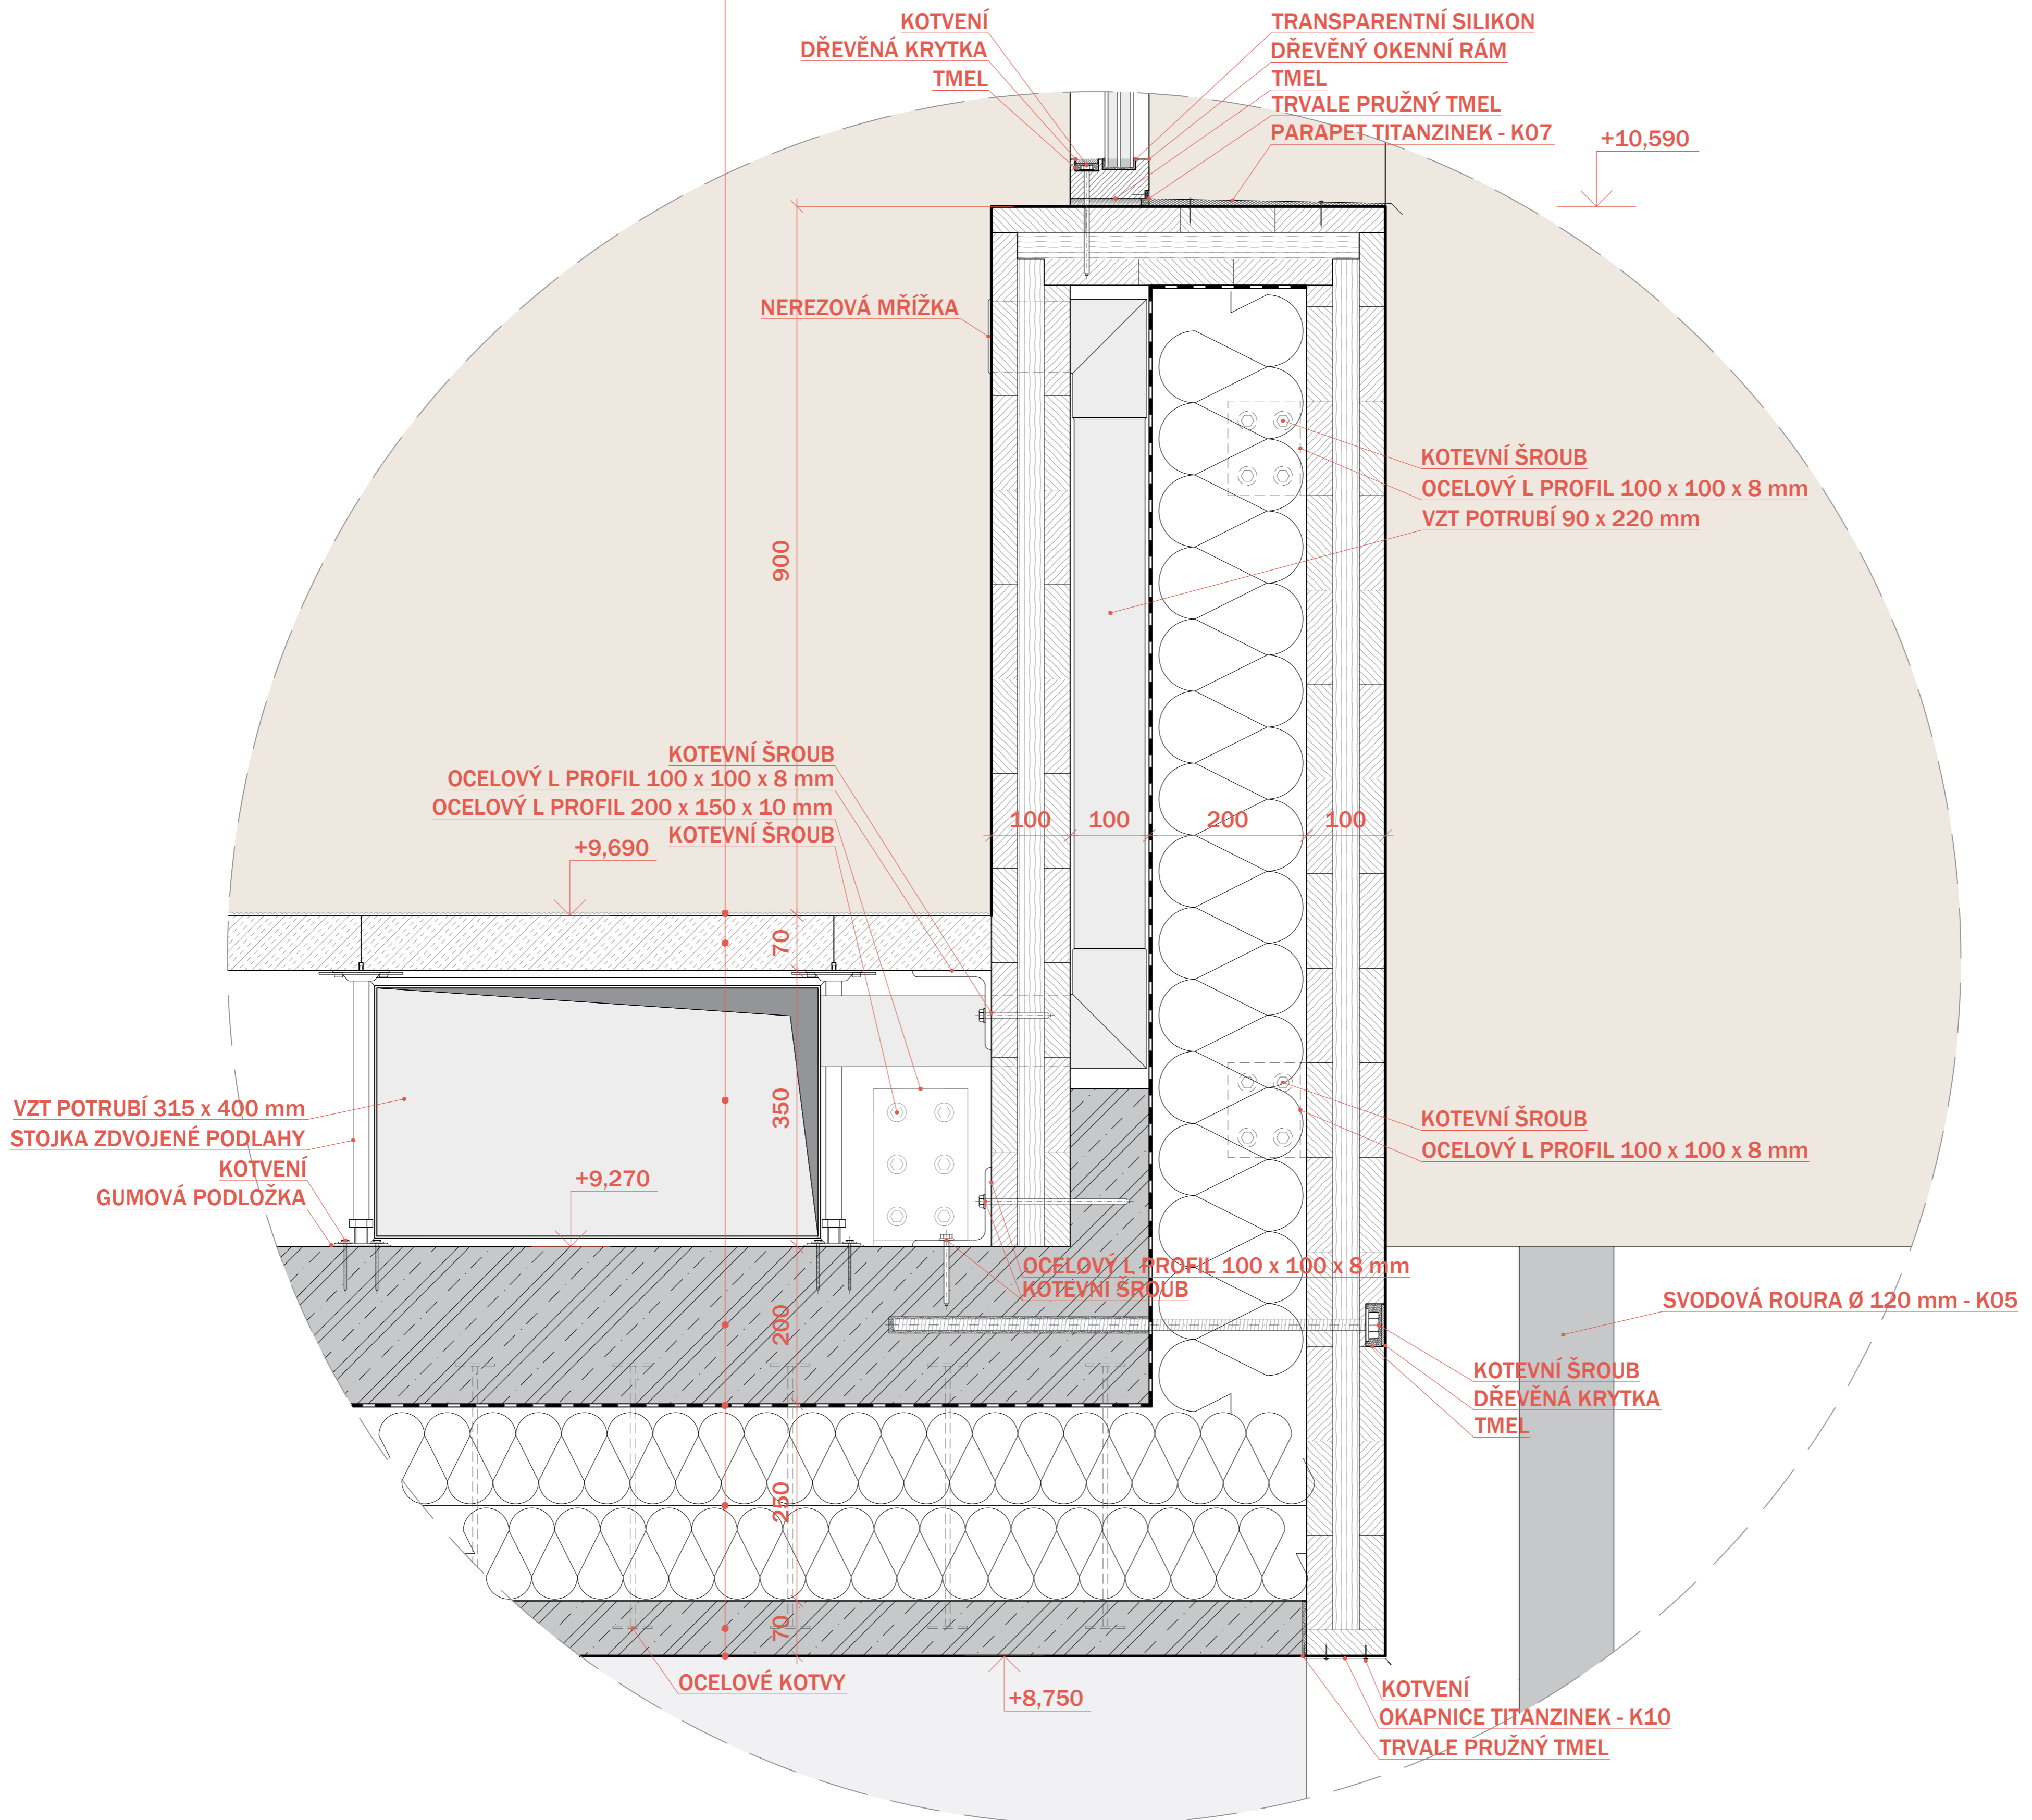 KOTVENÍ
DŘEVĚNÁ KRYTKA
TMEL
TRANSPARENTNÍ SILIKON
DŘEVĚNÝ OKENNÍ RÁM
TMEL
TRVALE PRUŽNÝ TMEL
PARAPET TITANZINEK - K07
+10,590
NEREZOVÁ MŘÍŽKA
KOTEVNÍ ŠROUB
OCELOVÝ L PROFIL 100 x 100 x 8 mm
VZT POTRUBÍ 90 x 220 mm
900
KOTEVNÍ ŠROUB
OCELOVÝ L PROFIL 100 x 100 x 8 mm
OCELOVÝ L PROFIL 200 x 150 x 10 mm
KOTEVNÍ ŠROUB
100
100
200
100
+9,690
70
350
VZT POTRUBÍ 315 x 400 mm
STOJKA ZDVOJENÉ PODLAHY
KOTVENÍ
GUMOVÁ PODLOŽKA
+9,270
KOTEVNÍ ŠROUB
OCELOVÝ L PROFIL 100 x 100 x 8 mm
OCELOVÝ L PROFIL 100 x 100 x 8 mm
KOTEVNÍ ŠROUB
200
SVODOVÁ ROURA Ø 120 mm - K05
KOTEVNÍ ŠROUB
DŘEVĚNÁ KRYTKA
TMEL
250
70
OCELOVÉ KOTVY
+8,750
KOTVENÍ
OKAPNICE TITANZINEK - K10
TRVALE PRUŽNÝ TMEL